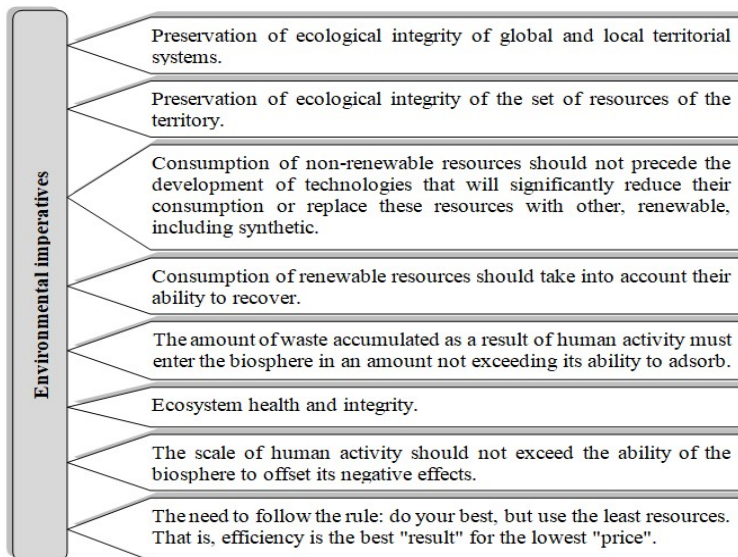 Environmental imperatives
Preservation of ecological integrity of global and local territorial
systems.
Preservation of ecological integrity of the set of resources of the
territory.
Consumption of non-renewable resources should not precede the
development of technologies that will significantly reduce their
consumption or replace these resources with other, renewable,
including synthetic.
Consumption of renewable resources should take into account their
ability to recover.
The amount of waste accumulated as a result of human activity must
enter the biosphere in an amount not exceeding its ability to adsorb.
Ecosystem health and integrity.
The scale of human activity should not exceed the ability of the
biosphere to offset its negative effects.
The need to follow the rule: do your best, but use the least resources.
That is, efficiency is the best "result" for the lowest "price".